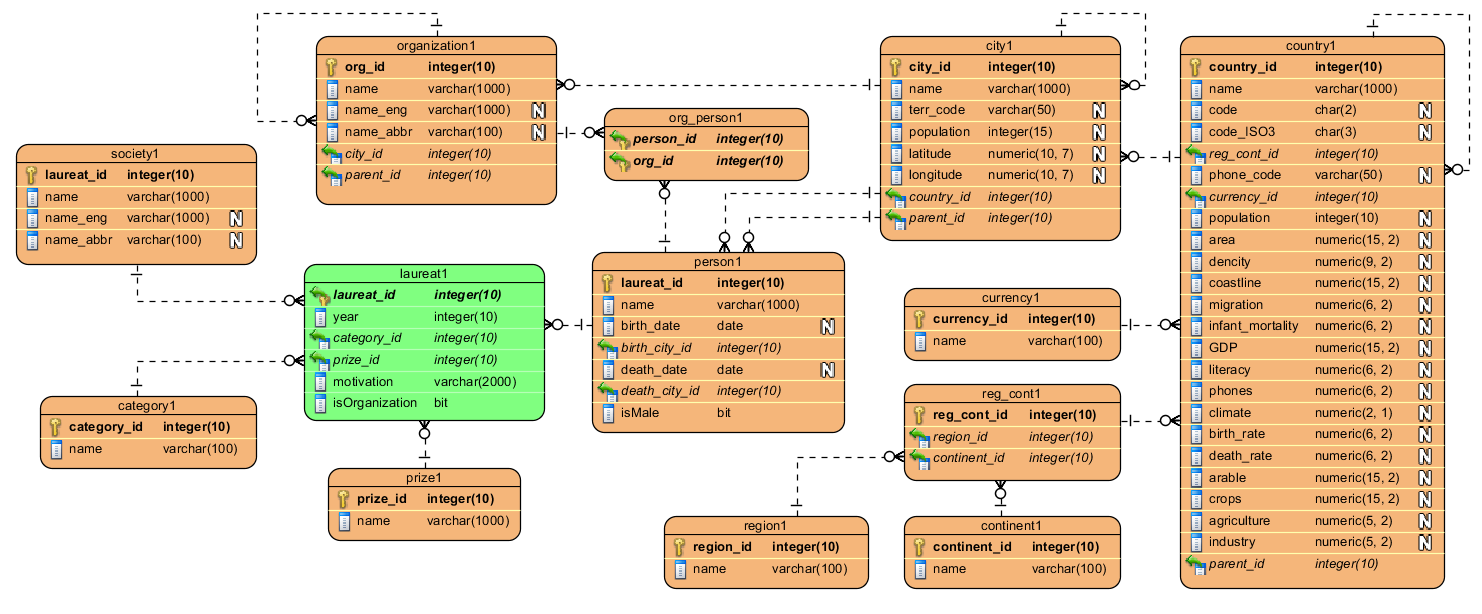 organization1
org_id integer(10)
name varchar(1000)
name_eng varchar(1000) N
name_abbr varchar(100) N
city_id integer(10)
parent_id integer(10)
city1
city_id integer(10)
name varchar(1000)
terr_code varchar(50) N
population integer(15) N
latitude numeric(10, 7) N
longitude numeric(10, 7) N
country_id integer(10)
parent_id integer(10)
country1
country_id integer(10)
name varchar(1000)
code char(2) N
code_ISO3 char(3) N
reg_cont_id integer(10)
phone_code varchar(50) N
currency_id integer(10)
population integer(10) N
area numeric(15, 2) N
dencity numeric(9, 2) N
coastline numeric(15, 2) N
migration numeric(6, 2) N
infant_mortality numeric(6, 2) N
GDP numeric(15, 2) N
literacy numeric(6, 2) N
phones numeric(6, 2) N
climate numeric(2, 1) N
birth_rate numeric(6, 2) N
death_rate numeric(6, 2) N
arable numeric(15, 2) N
crops numeric(15, 2) N
agriculture numeric(5, 2) N
industry numeric(5, 2) N
parent_id integer(10)
org_person1
person_id integer(10)
org_id integer(10)
society1
laureat_id integer(10)
name varchar(1000)
name_eng varchar(1000) N
name_abbr varchar(100) N
laureat1
laureat_id integer(10)
year integer(10)
category_id integer(10)
prize_id integer(10)
motivation varchar(2000)
isOrganization bit
person1
laureat_id integer(10)
name varchar(1000)
birth_date date N
birth_city_id integer(10)
death_date date N
death_city_id integer(10)
isMale bit
currency1
currency_id integer(10)
name varchar(100)
category1
category_id integer(10)
name varchar(100)
reg_cont1
reg_cont_id integer(10)
region_id integer(10)
continent_id integer(10)
prize1
prize_id integer(10)
name varchar(1000)
region1
region_id integer(10)
name varchar(100)
continent1
continent_id integer(10)
name varchar(100)